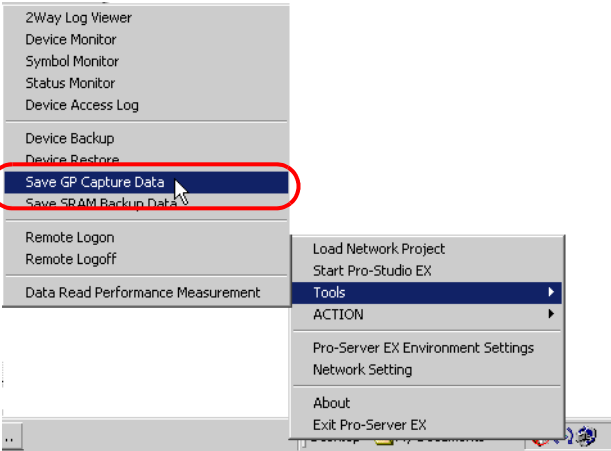 2Way Log Viewer
Device Monitor
Symbol Monitor
Status Monitor
Device Access Log
Device Backup
Device Restore
Save GP Capture Data
Save SRAM Backup Data
Remote Logon
Remote Logoff
Data Read Performance Measurement
Load Network Project
Start Pro-Studio EX
Tools
ACTION
Pro-Server EX Environment Settings
Network Setting
About
Exit Pro-Server EX
..
Desktop My Documents